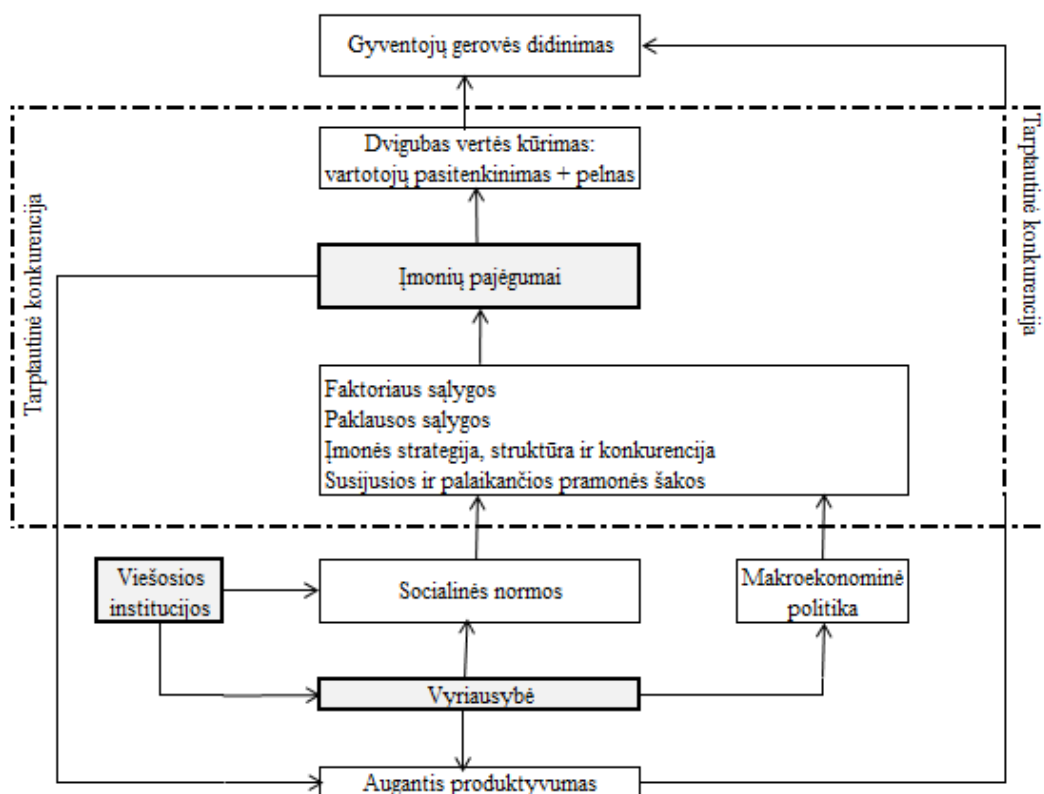 Gyventojų gerovės didinimas
Tarptautinė konkurencija
Dvigubas vertės kūrimas:
vartotojų pasitenkinimas + pelnas
Tarptautinė konkurencija
Įmonių pajėgumai
Faktoriaus sąlygos
Paklausos sąlygos
Įmonės strategija, struktūra ir konkurencija
Susijusios ir palaikančios pramonės šakos
Viešosios
institucijos
Socialinės normos
Makroekonominė
politika
Vyriausybė
Augantis produktyvumas